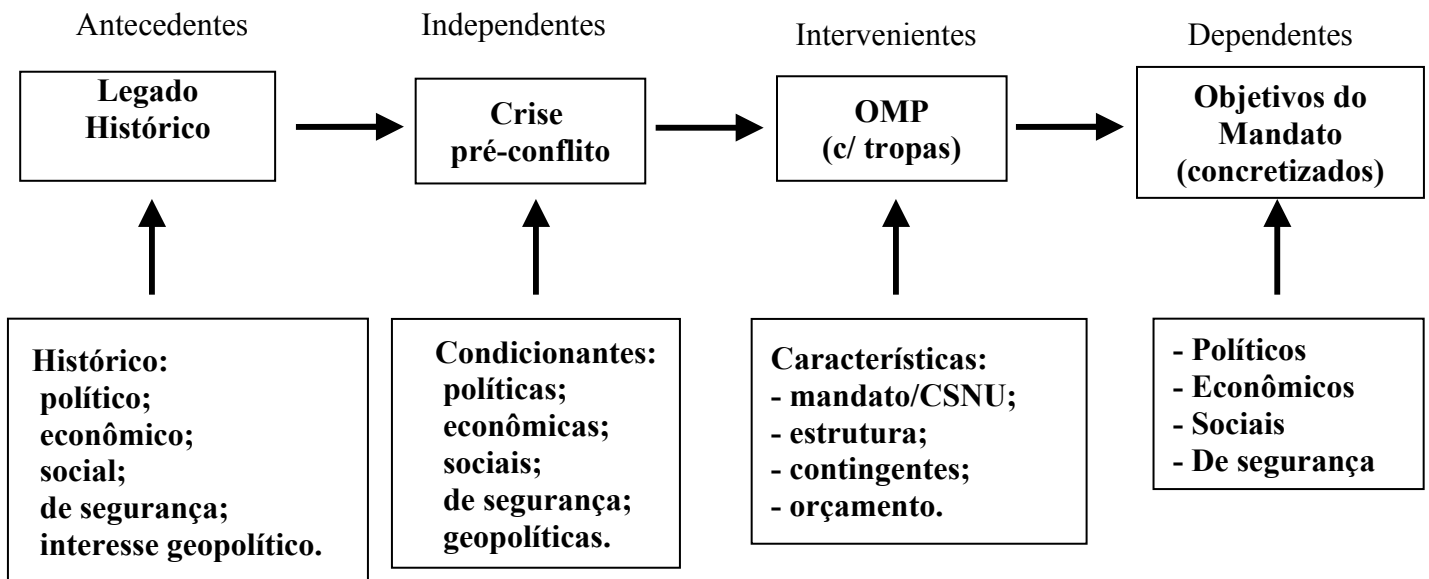 Antecedentes
Independentes
Intervenientes
Dependentes
Legado
Histórico
Crise
pré-conflito
OMP
(c/ tropas)
Objetivos do
Mandato
(concretizados)
Histórico:
político;
econômico;
social;
de segurança;
interesse geopolítico.
Condicionantes:
políticas;
econômicas;
sociais;
de segurança;
geopolíticas.
Características:
- mandato/CSNU;
- estrutura;
- contingentes;
- orçamento.
- Políticos
- Econômicos
- Sociais
- De segurança